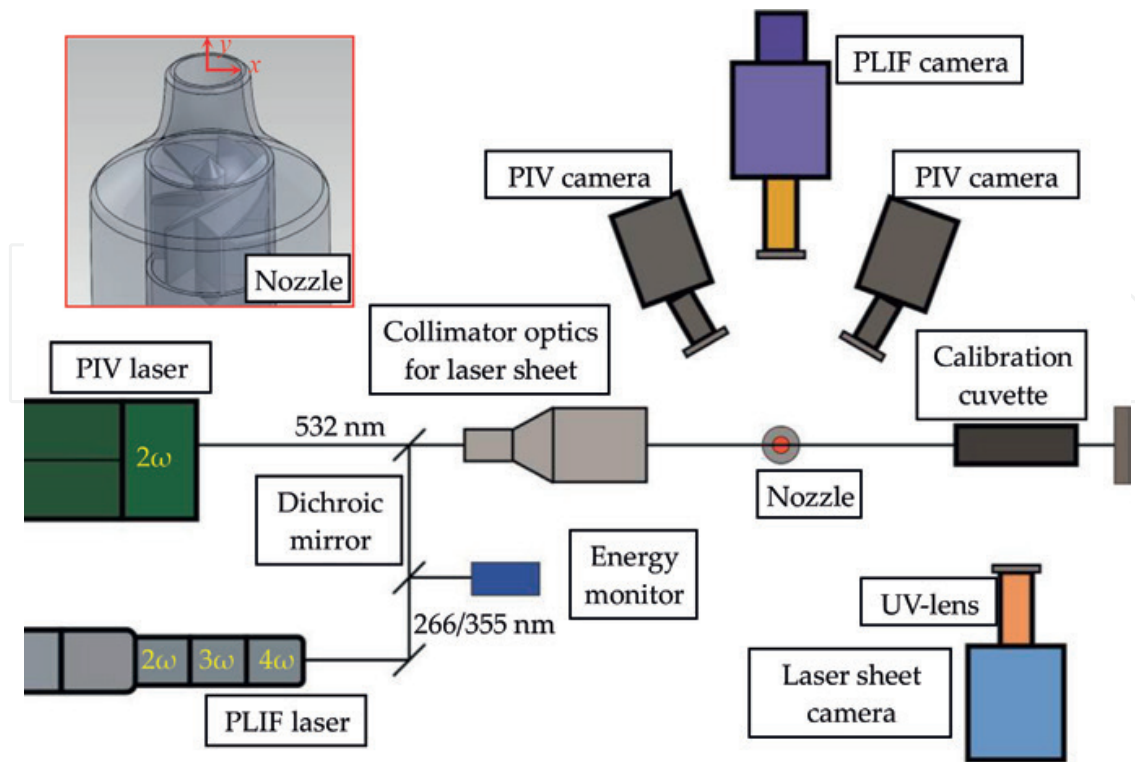 y
x
Nozzle
PLIF camera
PIV camera
PIV camera
Collimator optics
for laser sheet
Calibration
cuvette
PIV laser
2ω
532 nm
Dichroic
mirror
Nozzle
Energy
monitor
266/355 nm
UV-lens
2ω 3ω 4ω
PLIF laser
Laser sheet
camera